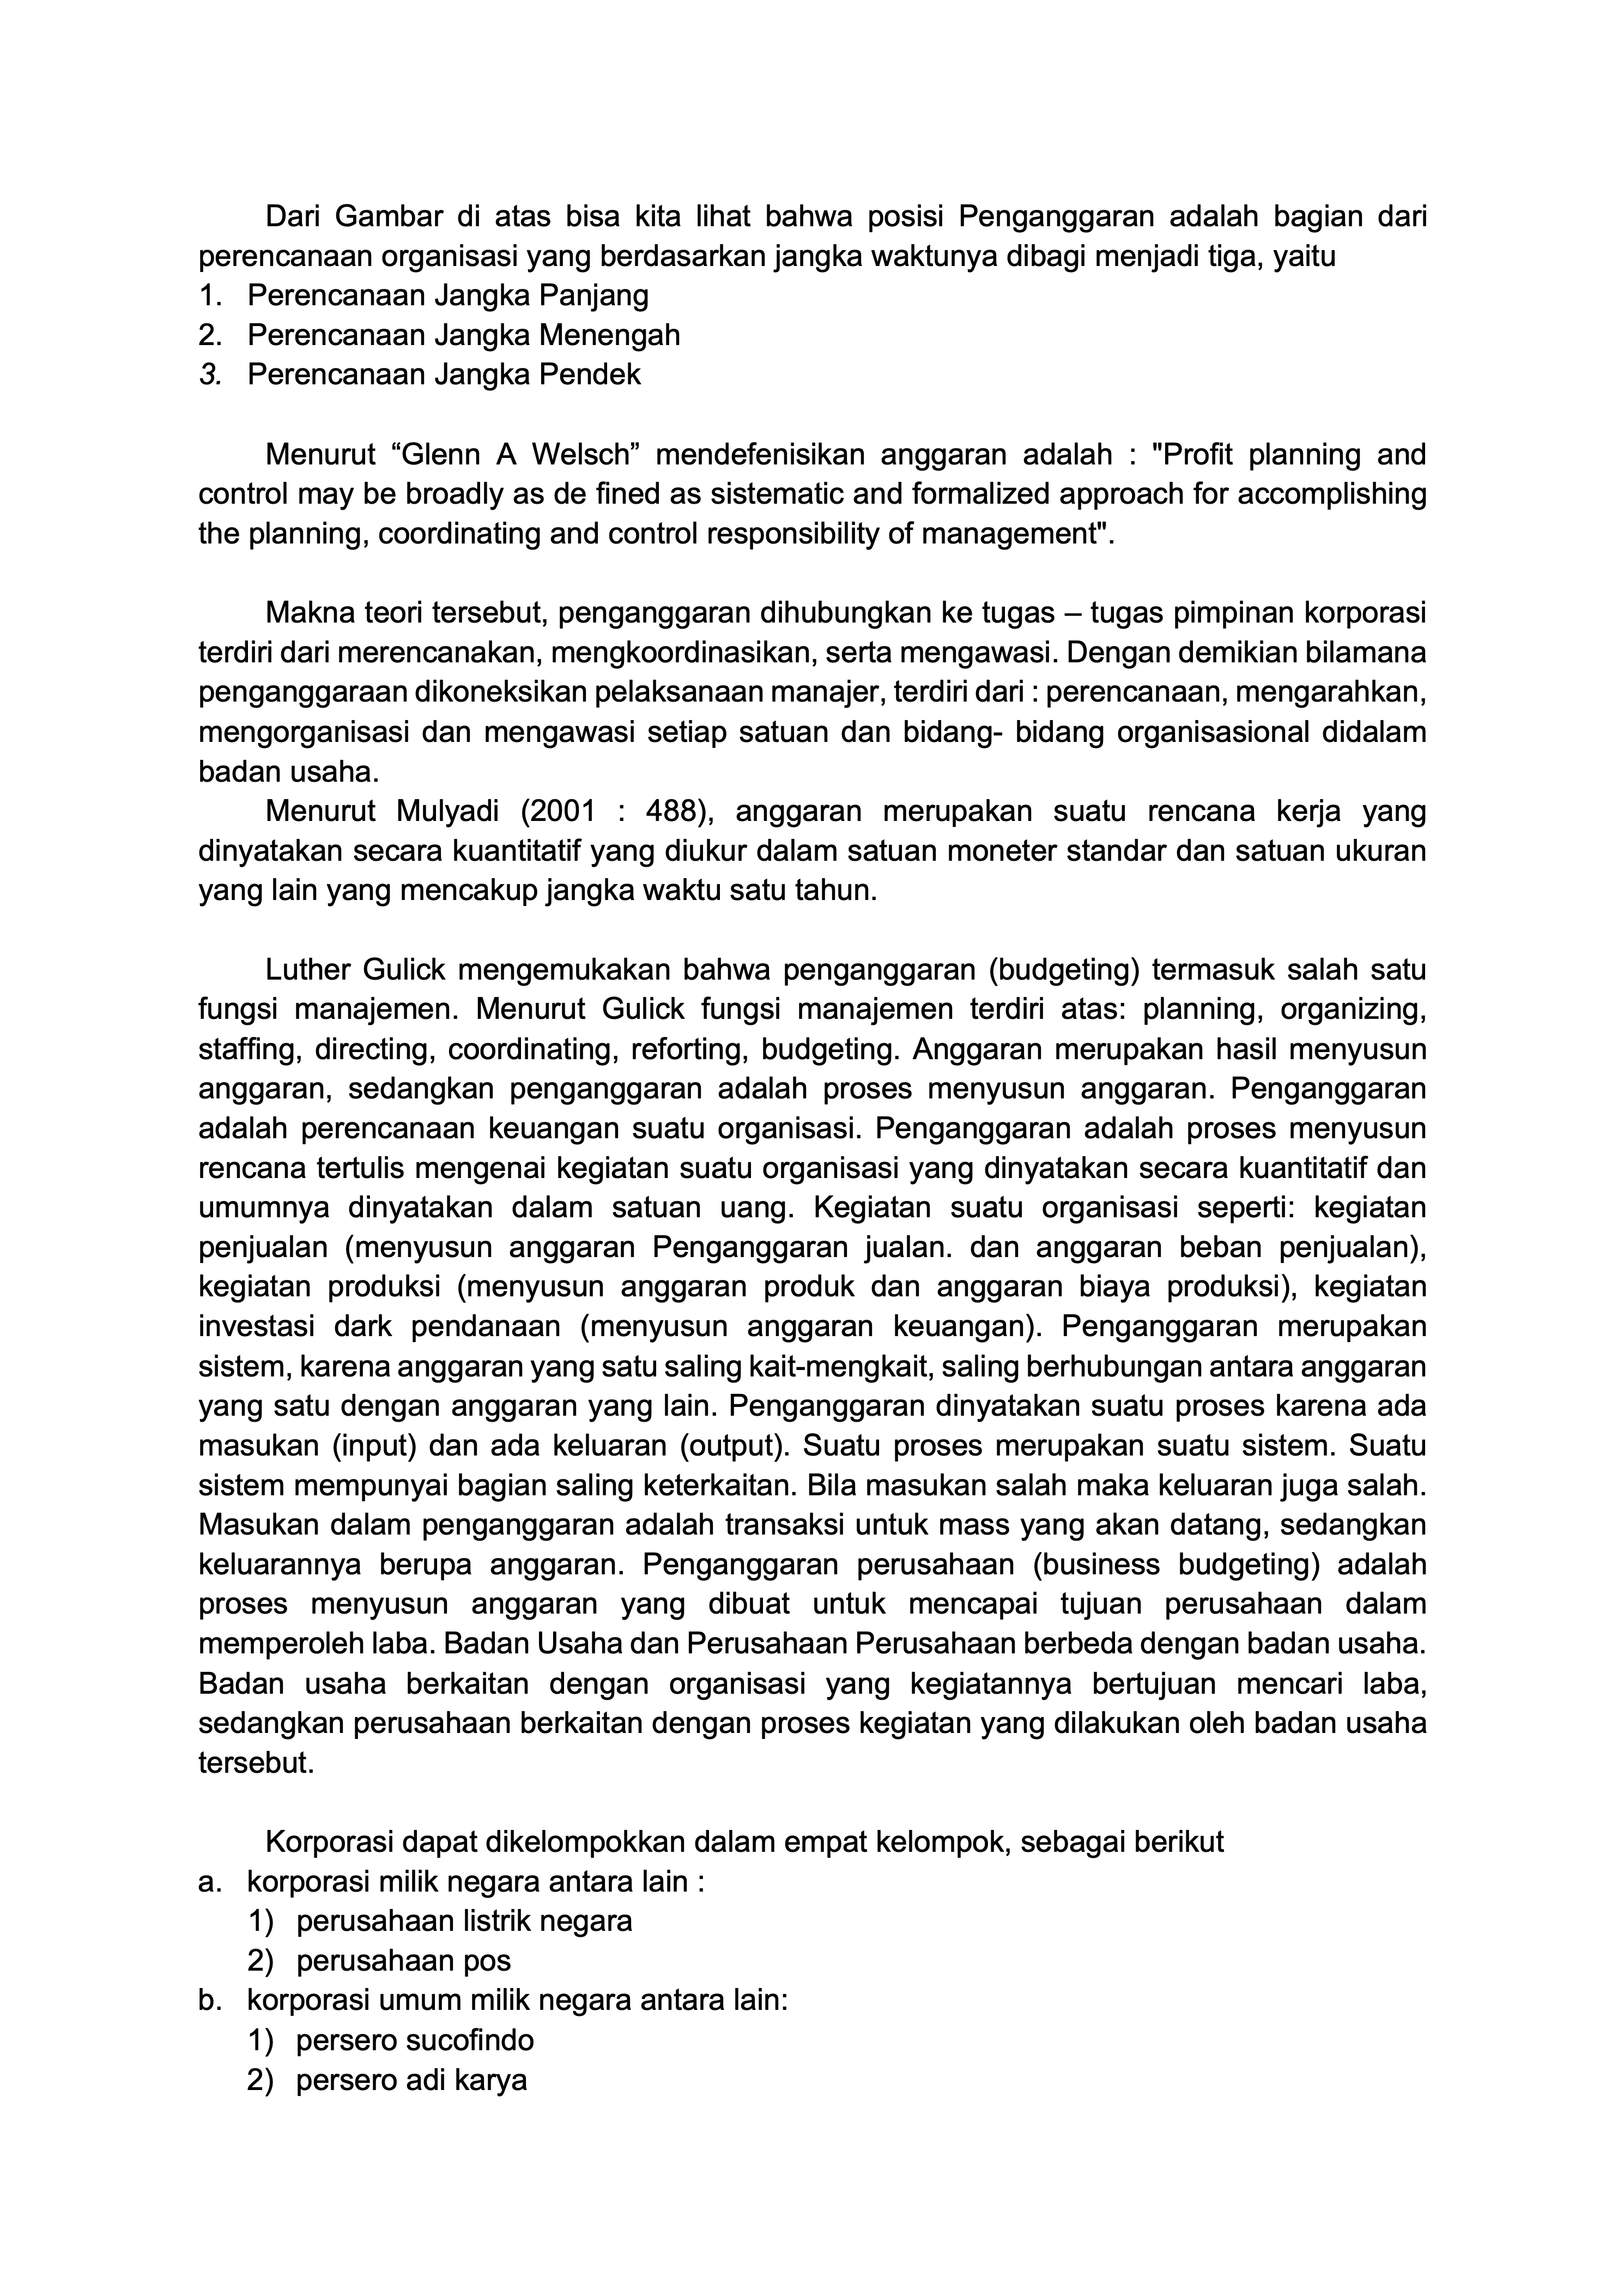 Dari Gambar di atas bisa kita lihat bahwa posisi Penganggaran adalah bagian dari
perencanaan organisasi yang berdasarkan jangka waktunya dibagi menjadi tiga, yaitu
1. Perencanaan Jangka Panjang
2. Perencanaan Jangka Menengah
3. Perencanaan Jangka Pendek
Menurut “Glenn A Welsch” mendefenisikan anggaran adalah : "Profit planning and
control may be broadly as de fined as sistematic and formalized approach for accomplishing
the planning, coordinating and control responsibility of management".
Makna teori tersebut, penganggaran dihubungkan ke tugas – tugas pimpinan korporasi
terdiri dari merencanakan, mengkoordinasikan, serta mengawasi. Dengan demikian bilamana
penganggaraan dikoneksikan pelaksanaan manajer, terdiri dari : perencanaan, mengarahkan,
mengorganisasi dan mengawasi setiap satuan dan bidang- bidang organisasional didalam
badan usaha.
Menurut Mulyadi (2001 : 488), anggaran merupakan suatu rencana kerja yang
dinyatakan secara kuantitatif yang diukur dalam satuan moneter standar dan satuan ukuran
yang lain yang mencakup jangka waktu satu tahun.
Luther Gulick mengemukakan bahwa penganggaran (budgeting) termasuk salah satu
fungsi manajemen. Menurut Gulick fungsi manajemen terdiri atas: planning, organizing,
staffing, directing, coordinating, reforting, budgeting. Anggaran merupakan hasil menyusun
anggaran, sedangkan penganggaran adalah proses menyusun anggaran. Penganggaran
adalah perencanaan keuangan suatu organisasi. Penganggaran adalah proses menyusun
rencana tertulis mengenai kegiatan suatu organisasi yang dinyatakan secara kuantitatif dan
umumnya dinyatakan dalam satuan uang. Kegiatan suatu organisasi seperti: kegiatan
penjualan (menyusun anggaran Penganggaran jualan. dan anggaran beban penjualan),
kegiatan produksi (menyusun anggaran produk dan anggaran biaya produksi), kegiatan
investasi dark pendanaan (menyusun anggaran keuangan). Penganggaran merupakan
sistem, karena anggaran yang satu saling kait-mengkait, saling berhubungan antara anggaran
yang satu dengan anggaran yang lain. Penganggaran dinyatakan suatu proses karena ada
masukan (input) dan ada keluaran (output). Suatu proses merupakan suatu sistem. Suatu
sistem mempunyai bagian saling keterkaitan. Bila masukan salah maka keluaran juga salah.
Masukan dalam penganggaran adalah transaksi untuk mass yang akan datang, sedangkan
keluarannya berupa anggaran. Penganggaran perusahaan (business budgeting) adalah
proses menyusun anggaran yang dibuat untuk mencapai tujuan perusahaan dalam
memperoleh laba. Badan Usaha dan Perusahaan Perusahaan berbeda dengan badan usaha.
Badan usaha berkaitan dengan organisasi yang kegiatannya bertujuan mencari laba,
sedangkan perusahaan berkaitan dengan proses kegiatan yang dilakukan oleh badan usaha
tersebut.
Korporasi dapat dikelompokkan dalam empat kelompok, sebagai berikut
a. korporasi milik negara antara lain :
1) perusahaan listrik negara
2) perusahaan pos
b. korporasi umum milik negara antara lain:
1) persero sucofindo
2) persero adi karya